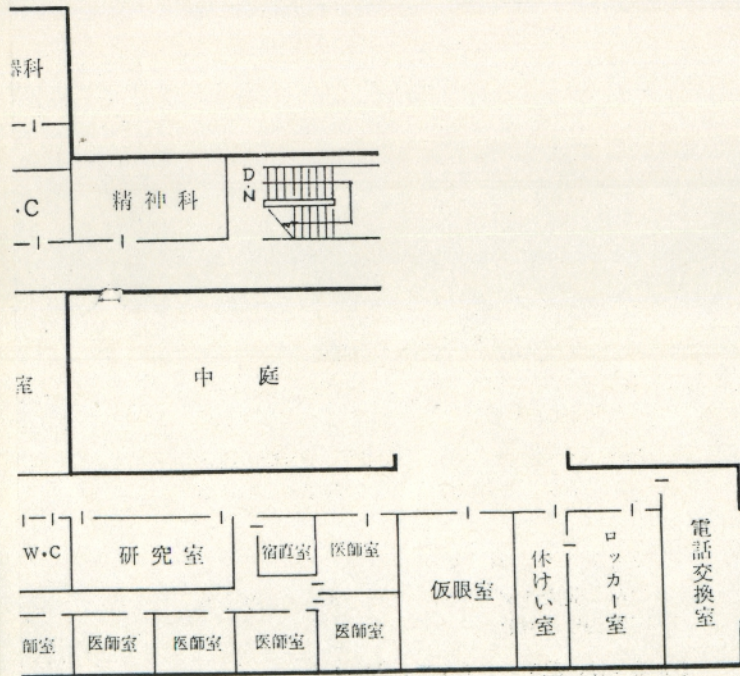 器科
D.N
・C
精神科
室
中庭
W・C
研究室
宿直室
医師室
仮眠室
休けい室
ロッカー室
電話交換室
師室
医師室
医師室
医師室
医師室